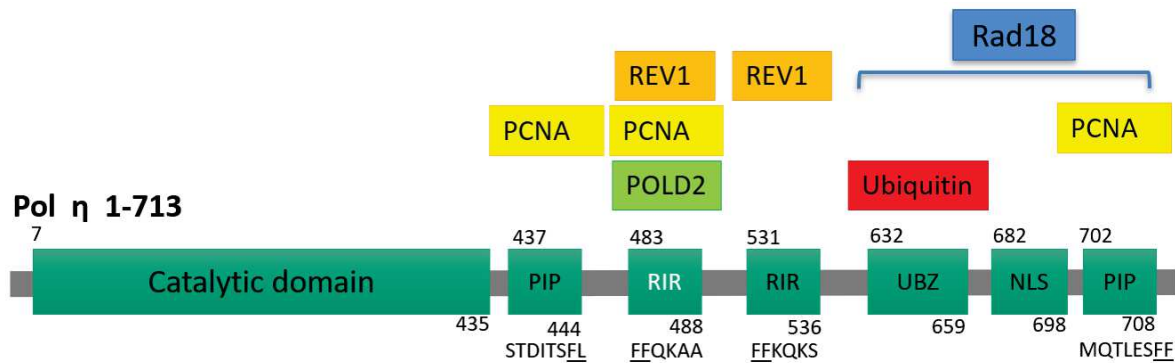 Rad18
REV1 REV1
PCNA PCNA PCNA
POLD2 Ubiquitin
Pol η 1-713
7 437 483 531 632 682 702
Catalytic domain PIP RIR RIR UBZ NLS PIP
435 444 488 536 659 698 708
STDITSFL FFQKAA FFKQKS MQTLESFF